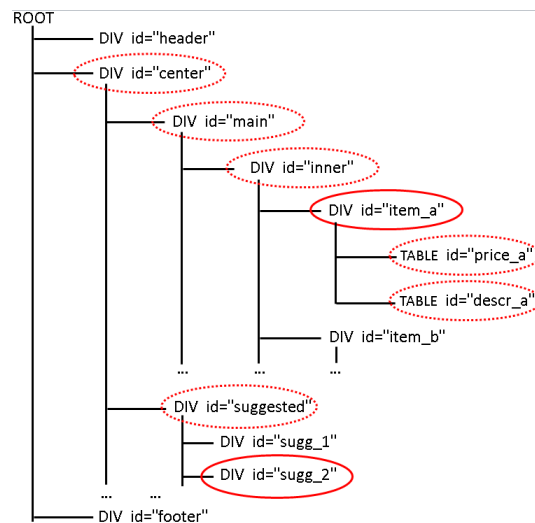 ROOT
DIV id="header"
DIV id="center"
DIV id="main"
DIV id="inner"
DIV id="item_a"
TABLE id="price_a"
TABLE id="descr_a"
DIV id="item_b"
... ... ...
DIV id="suggested"
DIV id="sugg_1"
DIV id="sugg_2"
... ...
DIV id="footer"